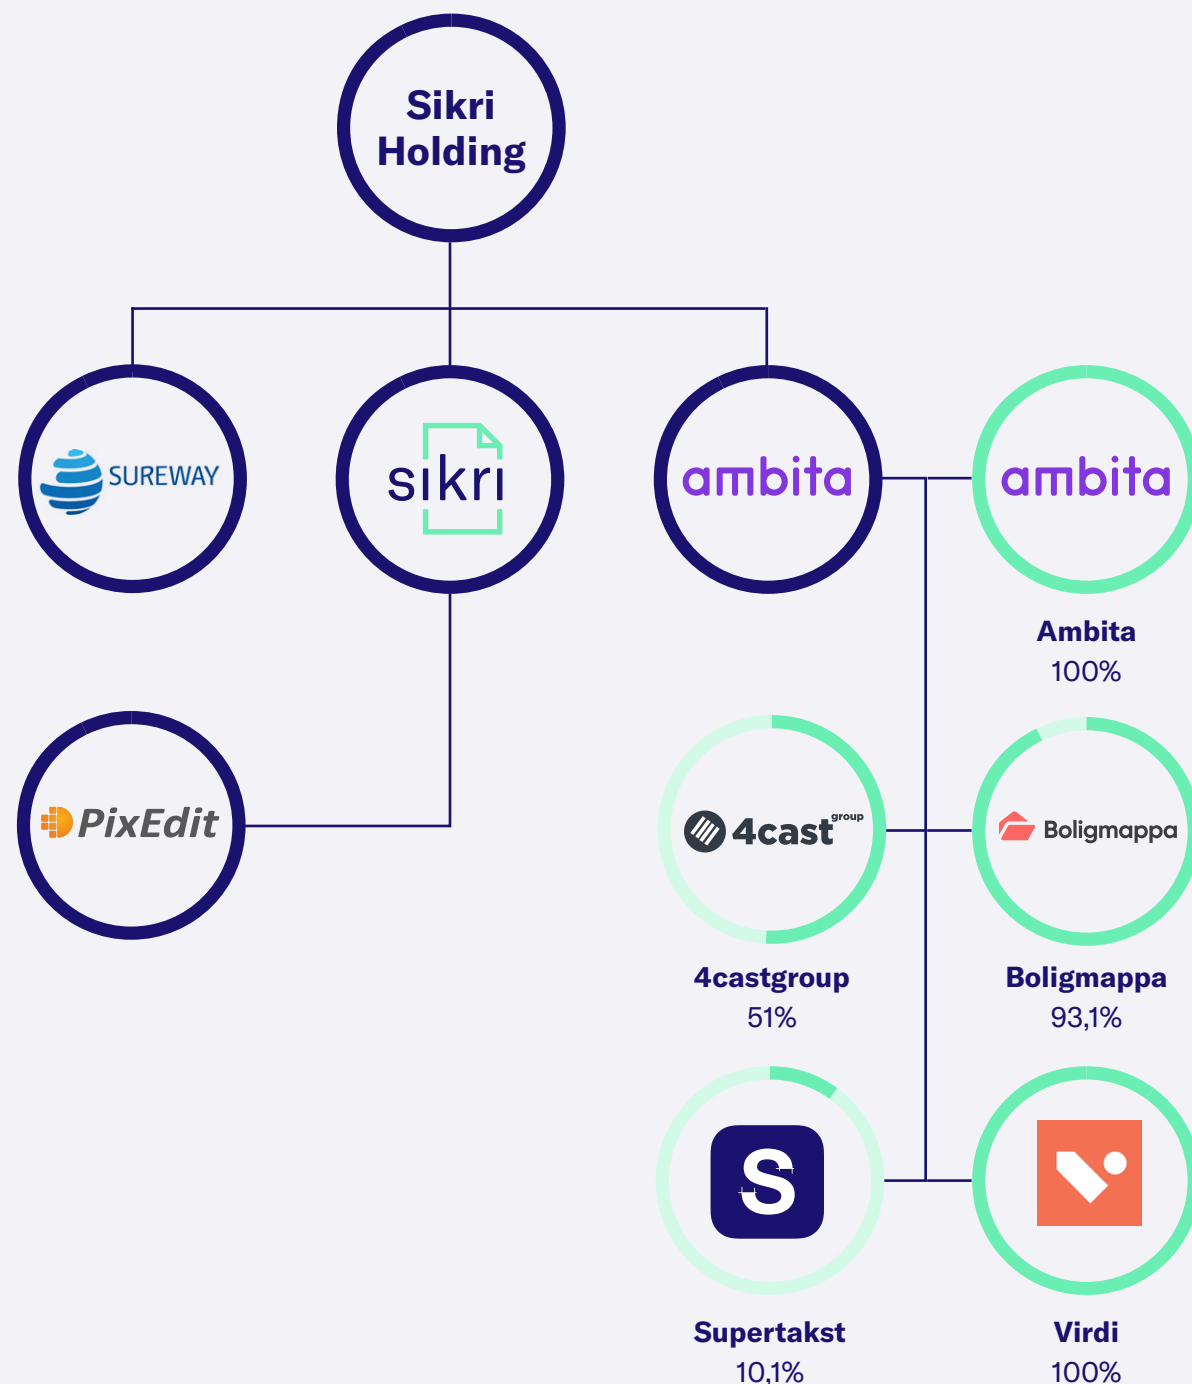 Sikri
Holding
SUREWAY
sikri
ambita
ambita
Ambita
100%
PixEdit
4cast group
Boligmappa
4castgroup
51%
Boligmappa
93,1%
S
Supertakst
10,1%
Virdi
100%